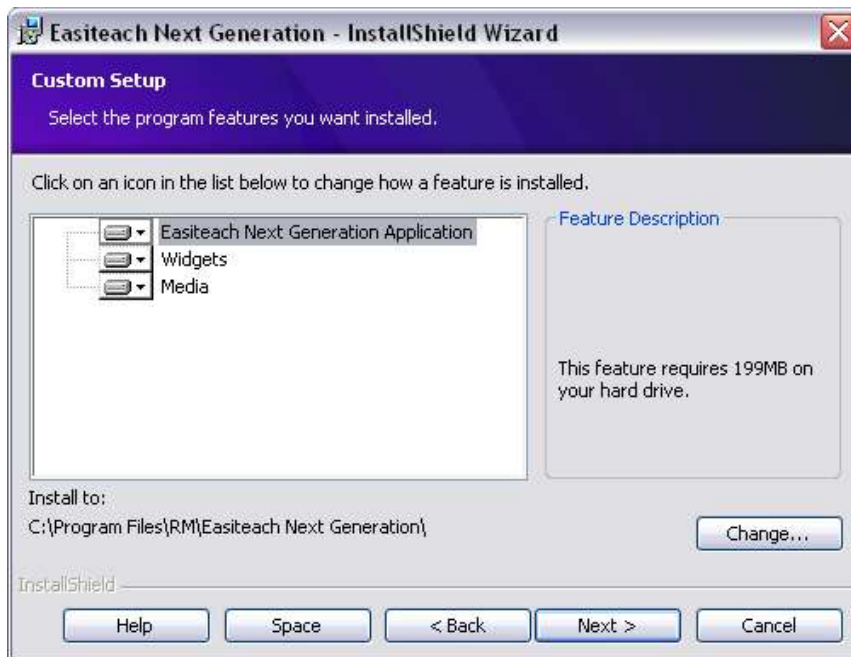 Easiteach Next Generation - InstallShield Wizard
Custom Setup
Select the program features you want installed.
Click on an icon in the list below to change how a feature is installed.
Easiteach Next Generation Application
Widgets
Media
Feature Description
This feature requires 199MB on
your hard drive.
Install to:
C:\Program Files\RM\Easiteach Next Generation\
Change...
InstallShield
Help
Space
< Back
Next >
Cancel